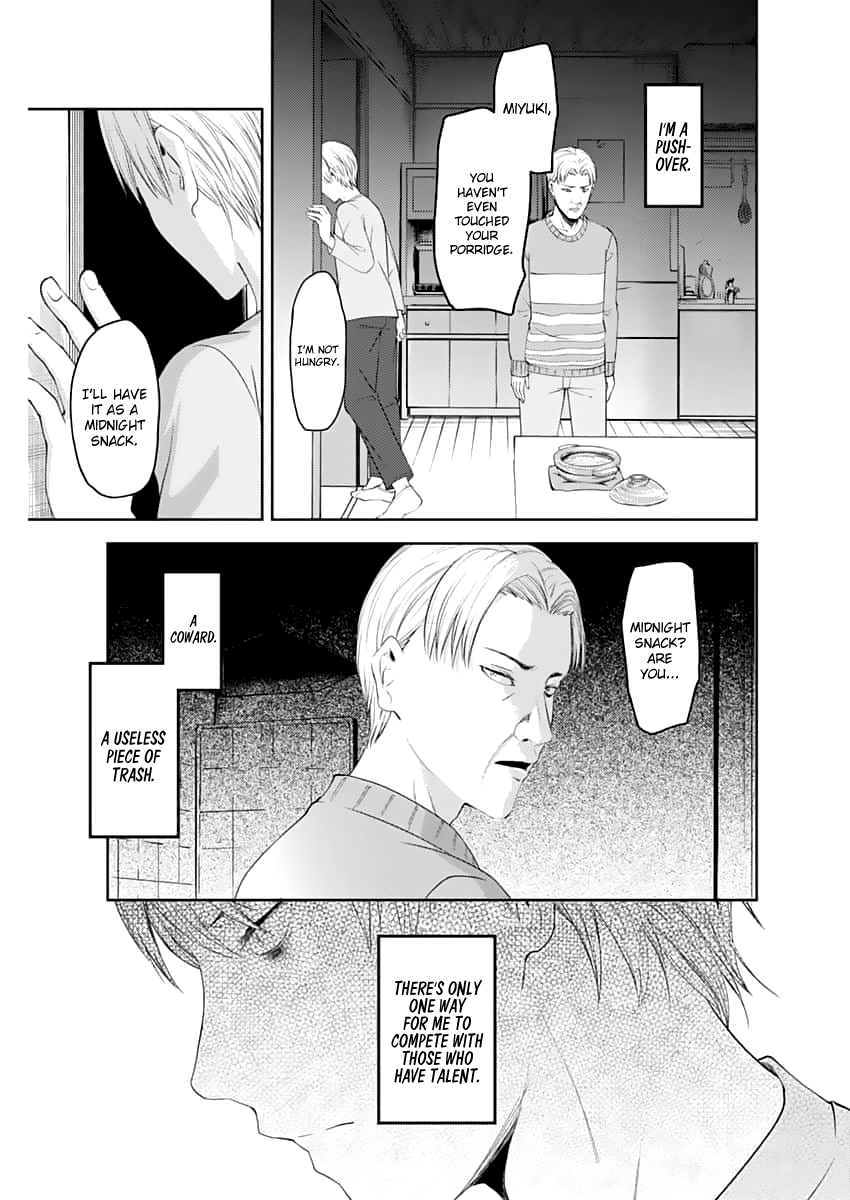 I'M A
PUSH-
OVER.
MIYUKI,
YOU
HAVEN'T
EVEN
TOUCHED
YOUR
PORRIDGE.
I'M NOT
HUNGRY.
I'LL HAVE
IT AS A
MIDNIGHT
SNACK.
MIDNIGHT
SNACK?
ARE
YOU...
A
COWARD.
A USELESS
PIECE OF
TRASH.
THERE'S ONLY
ONE WAY
FOR ME TO
COMPETE WITH
THOSE WHO
HAVE TALENT.